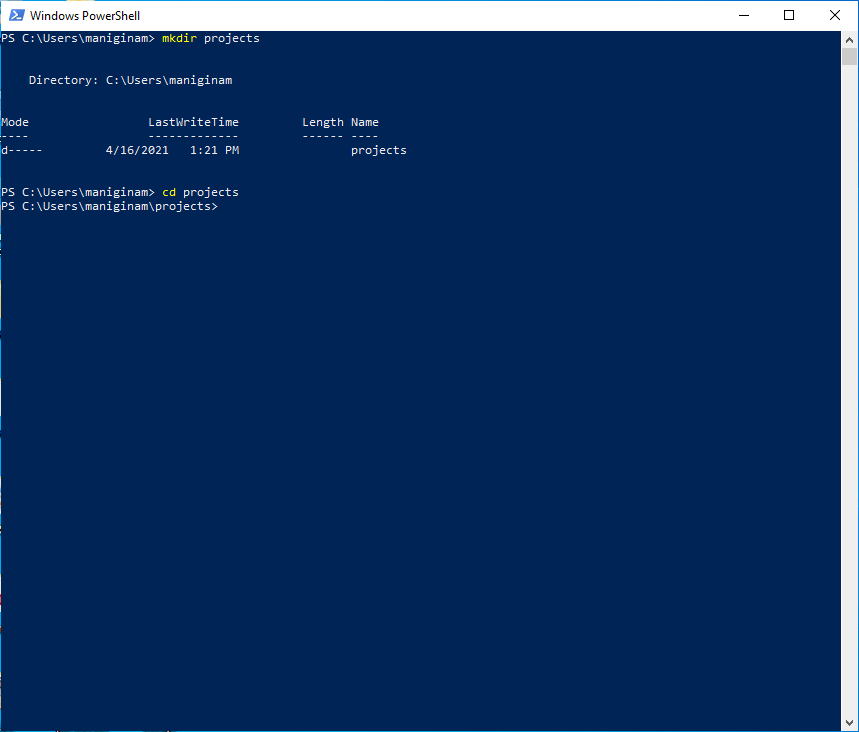 Windows PowerShell
PS C:\Users\maniginam> mkdir projects
Directory: C:\Users\maniginam
Mode                 LastWriteTime         Length Name
----                 -------------         ------ ----
d-----         4/16/2021   1:21 PM                projects
PS C:\Users\maniginam> cd projects
PS C:\Users\maniginam\projects>